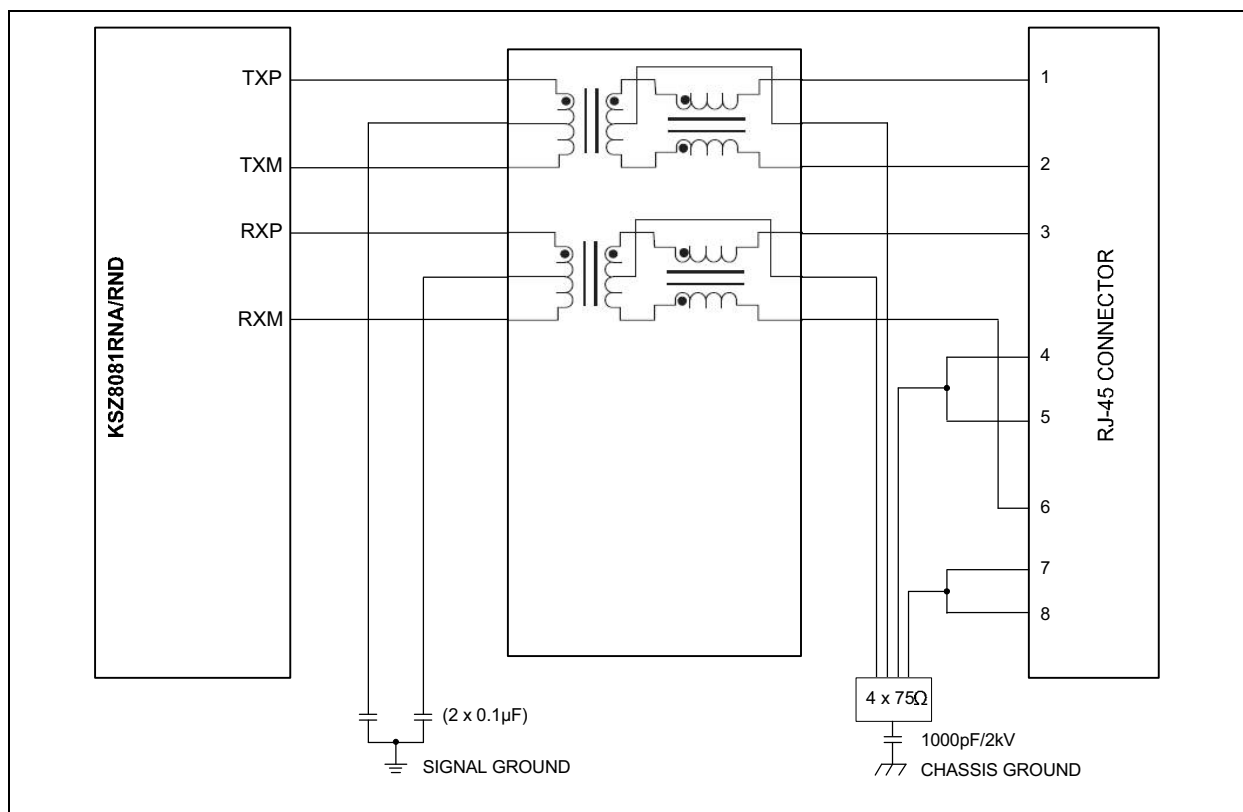 KSZ8081RNA/RND
TXP
TXM
RXP
RXM
1
2
3
4
5
6
7
8
RJ-45 CONNECTOR
(2 x 0.1µF)
SIGNAL GROUND
4 x 75Ω
1000pF/2kV
CHASSIS GROUND